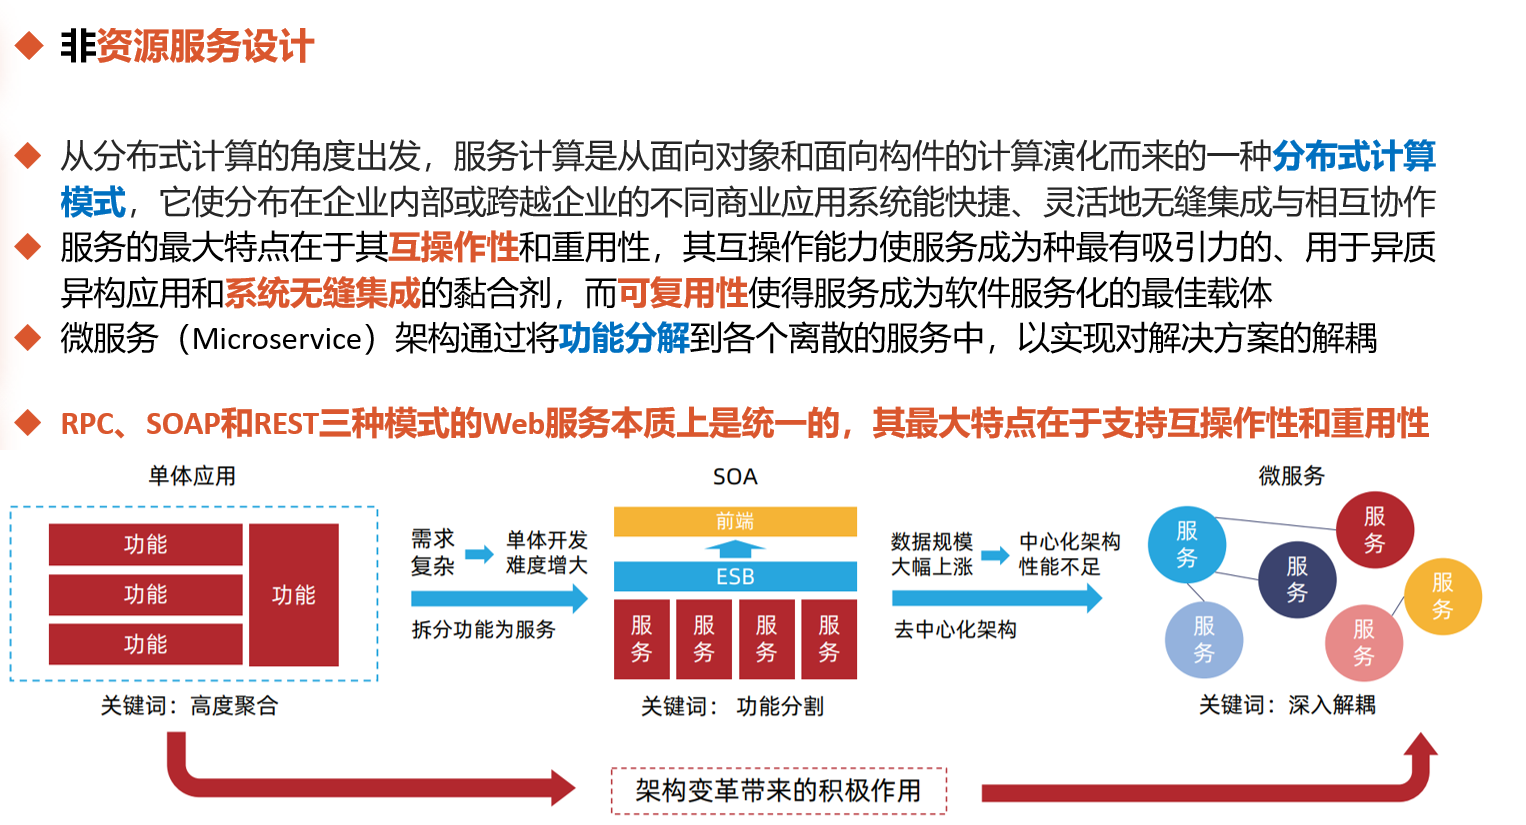 非资源服务设计
从分布式计算的角度出发，服务计算是从面向对象和面向构件的计算演化而来的一种分布式计算
模式，它使分布在企业内部或跨越企业的不同商业应用系统能快捷、灵活地无缝集成与相互协作
服务的最大特点在于其互操作性和重用性，其互操作能力使服务成为种最有吸引力的、用于异质
异构应用和系统无缝集成的黏合剂，而可复用性使得服务成为软件服务化的最佳载体
微服务（Microservice）架构通过将功能分解到各个离散的服务中，以实现对解决方案的解耦
RPC、SOAP和REST三种模式的Web服务本质上是统一的，其最大特点在于支持互操作性和重用性
单体应用
功能
功能
功能
功能
关键词：高度聚合
需求
复杂
单体开发
难度增大
拆分功能为服务
SOA
前端
ESB
服务
服务
服务
服务
关键词： 功能分割
数据规模
大幅上涨
中心化架构
性能不足
去中心化架构
微服务
服务
服务
服务
服务
服务
服务
关键词：深入解耦
架构变革带来的积极作用